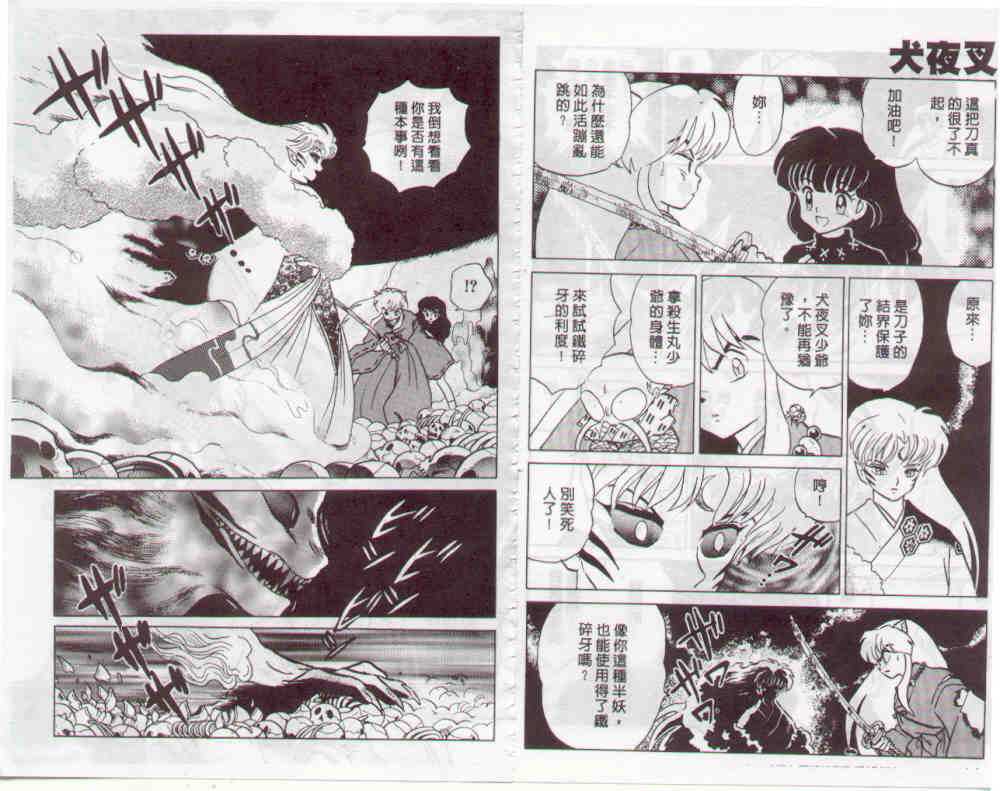 犬夜叉
這把刀真
的很了不
起，
加油吧！
妳…
為什麼還能
如此活蹦亂
跳的？
原來…
是刀子的
結界保護
了妳…
犬夜叉少爺
，不能再猶
豫了。
拿殺生丸少
爺的身體…
來試試鐵碎
牙的利度！
哼！
別笑死
人了！
像你這種半妖，
也能使用得了鐵
碎牙嗎？
我倒想看看
你是否有這
種本事咧！
!?